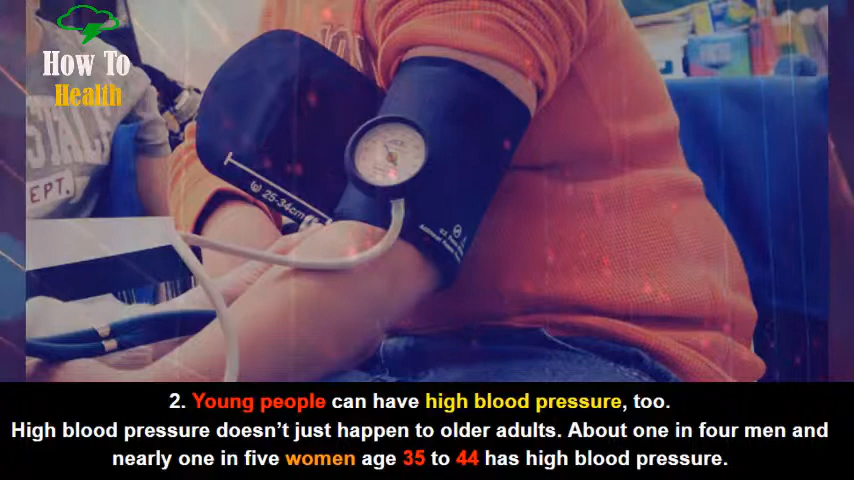 How To
Health
EPT.
25-34cm
2. Young people can have high blood pressure, too.
High blood pressure doesn’t just happen to older adults. About one in four men and
nearly one in five women age 35 to 44 has high blood pressure.